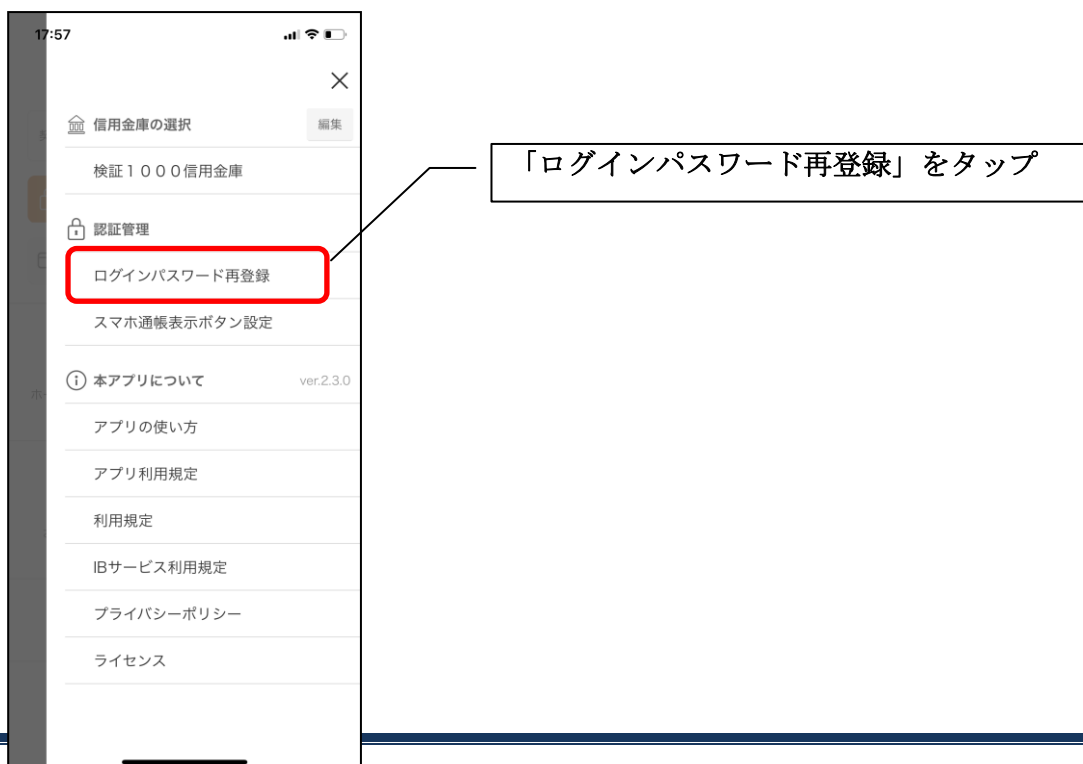 17:57
信用金庫の選択 編集
検証1000信用金庫
「ログインパスワード再登録」をタップ
認証管理
ログインパスワード再登録
スマホ通帳表示ボタン設定
本アプリについて ver.2.3.0
アプリの使い方
アプリ利用規定
利用規定
IBサービス利用規定
プライバシーポリシー
ライセンス